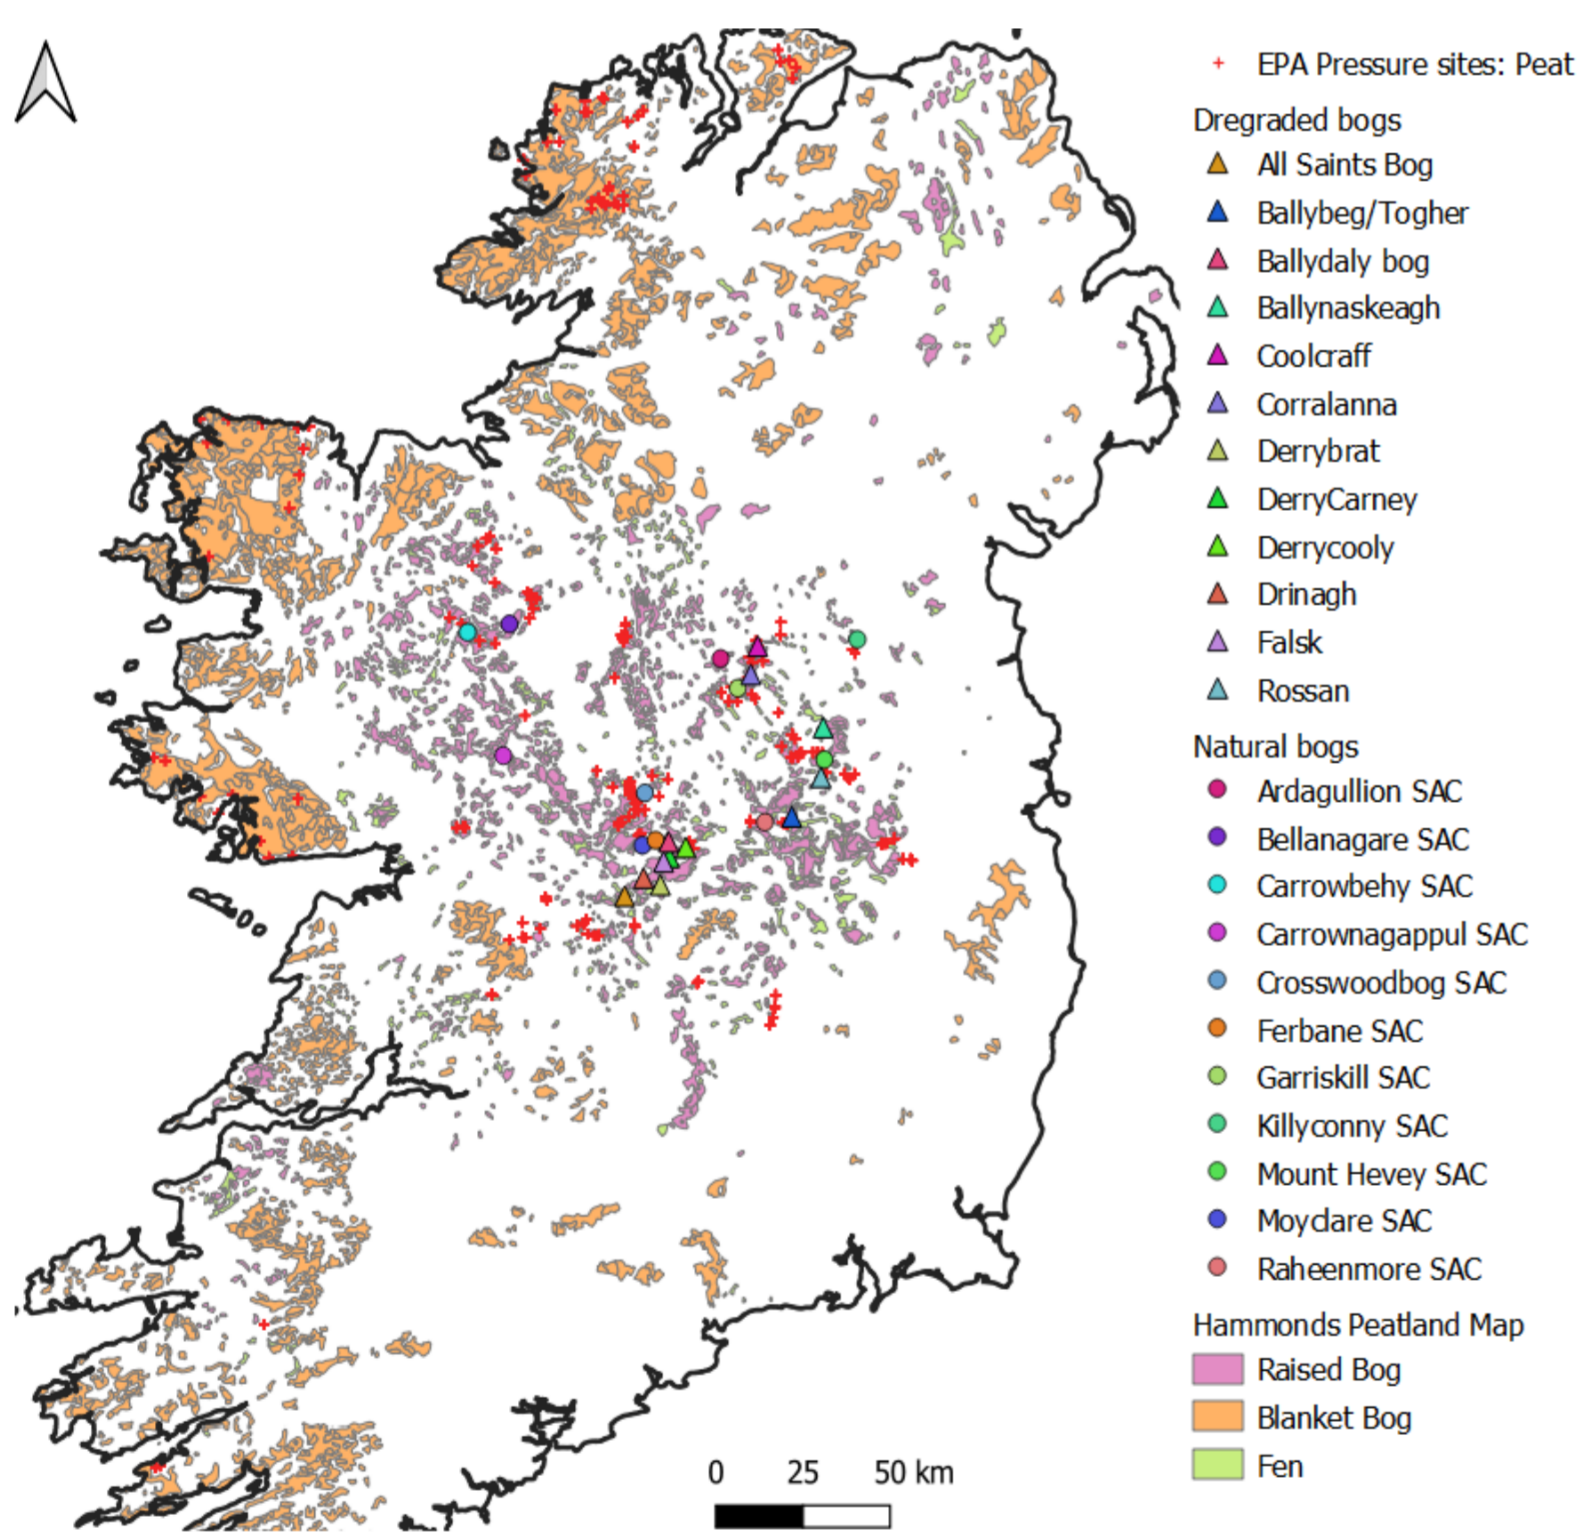 EPA Pressure sites: Peat
Dregraded bogs
All Saints Bog
Ballybeg/Togher
Ballydaly bog
Ballynaskeagh
Coolcraff
Corralanna
Derrybrat
DerryCarney
Derrycooly
Drinagh
Falsk
Rossan
Natural bogs
Ardagullion SAC
Bellanagare SAC
Carrowbehy SAC
Carrownagappul SAC
Crosswoodbog SAC
Ferbane SAC
Garriskill SAC
Killyconny SAC
Mount Hevey SAC
Moyclare SAC
Raheenmore SAC
Hammonds Peatland Map
Raised Bog
Blanket Bog
Fen
0 25 50 km